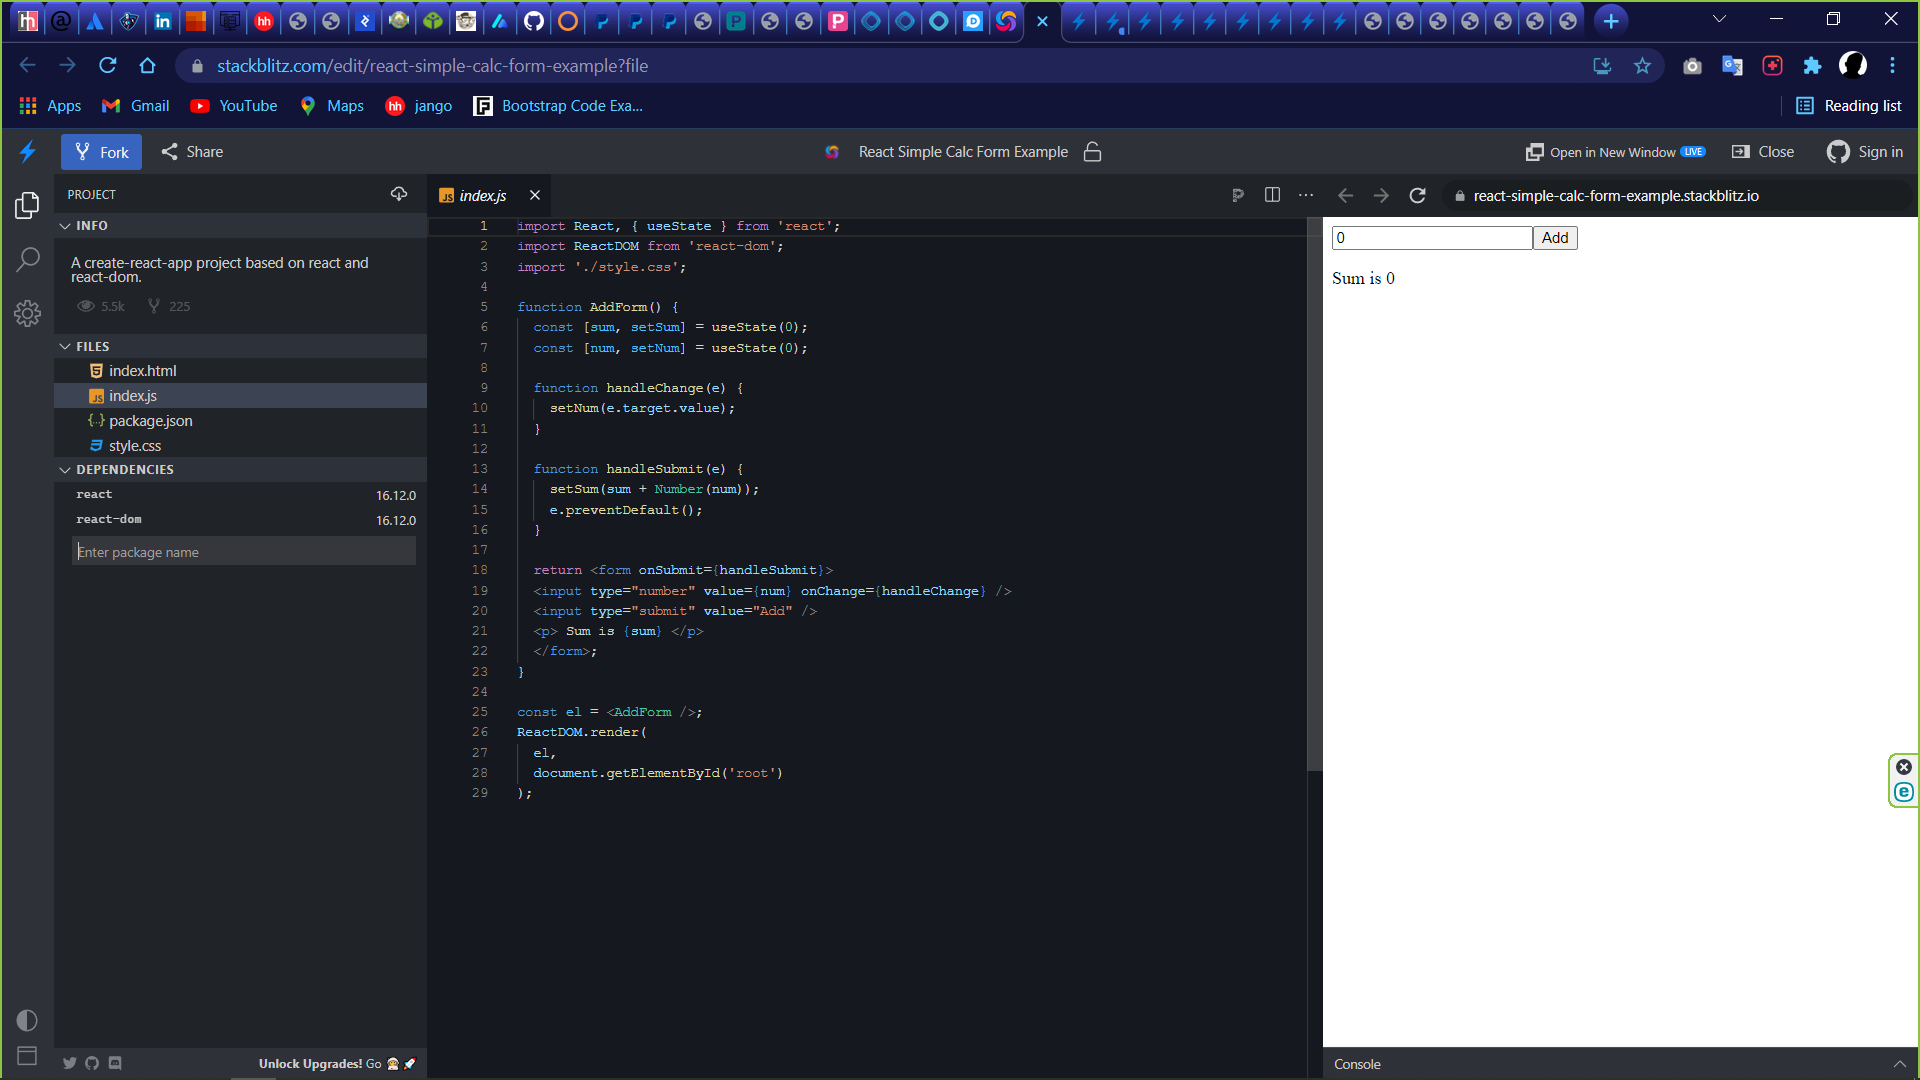 stackblitz.com/edit/react-simple-calc-form-example?file
Apps Gmail YouTube Maps jango Bootstrap Code Exa... Reading list
Fork Share React Simple Calc Form Example Open in New Window LIVE Close Sign in
PROJECT
INFO
A create-react-app project based on react and
react-dom.
5.5k 225
FILES
index.html
index.js
package.json
style.css
DEPENDENCIES
react 16.12.0
react-dom 16.12.0
Enter package name
Unlock Upgrades! Go
index.js
1 import React, { useState } from 'react';
2 import ReactDOM from 'react-dom';
3 import './style.css';
4
5 function AddForm() {
6 const [sum, setSum] = useState(0);
7 const [num, setNum] = useState(0);
8
9 function handleChange(e) {
10 setNum(e.target.value);
11 }
12
13 function handleSubmit(e) {
14 setSum(sum + Number(num));
15 e.preventDefault();
16 }
17
18 return <form onSubmit={handleSubmit}>
19 <input type="number" value={num} onChange={handleChange} />
20 <input type="submit" value="Add" />
21 <p> Sum is {sum} </p>
22 </form>;
23 }
24
25 const el = <AddForm />;
26 ReactDOM.render(
27 el,
28 document.getElementById('root')
29 );
react-simple-calc-form-example.stackblitz.io
0 Add
Sum is 0
Console